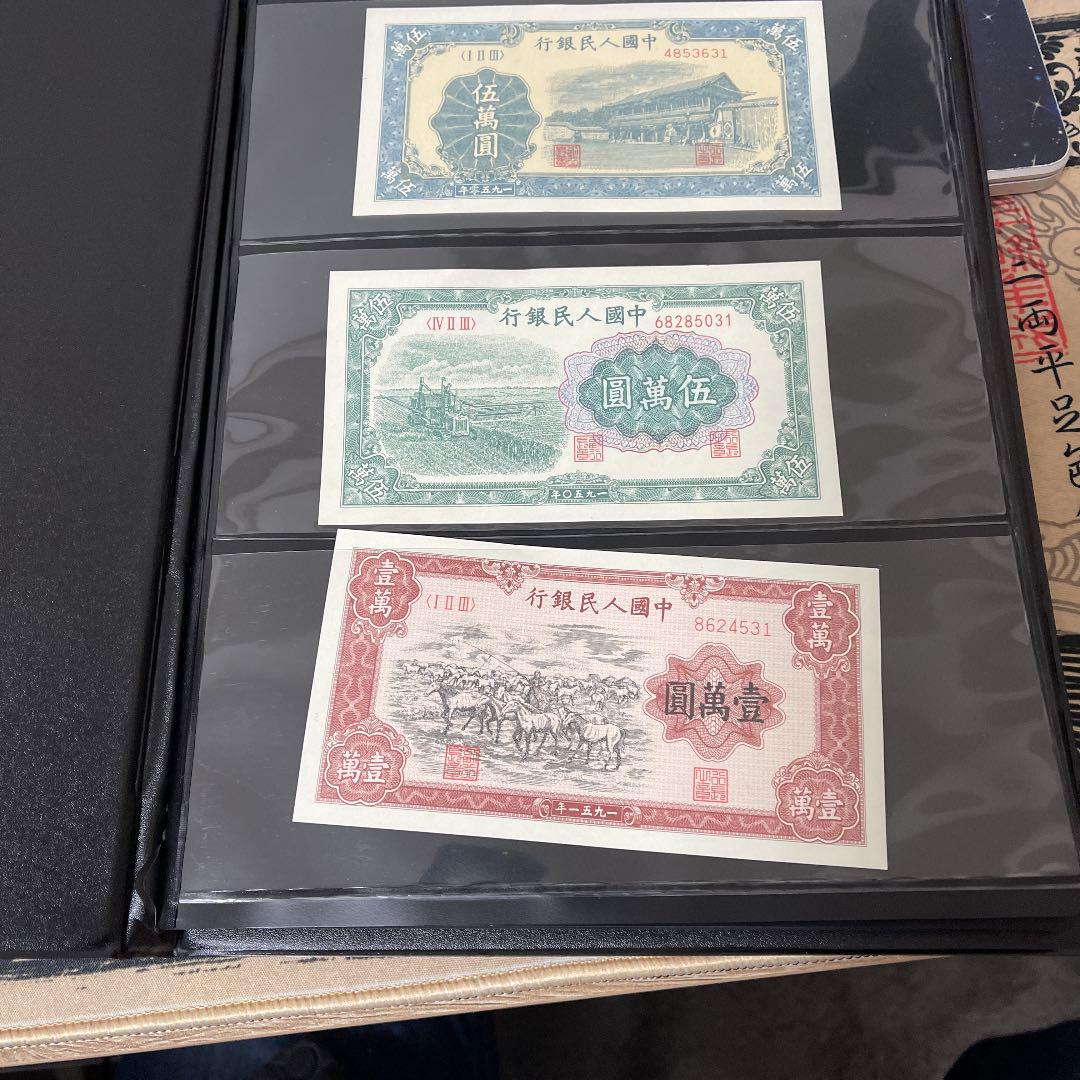 伍萬
中國人民銀行
伍萬
〈I II III〉
4853631
伍萬圓
伍萬
一九五零年
伍萬
伍萬
中國人民銀行
萬伍
〈IV II III〉
68285031
伍萬圓
伍萬
一九五〇年
伍萬
壹萬
中國人民銀行
壹萬
〈I II III〉
8624531
壹萬圓
壹萬
一九五一年
壹萬
二兩平足